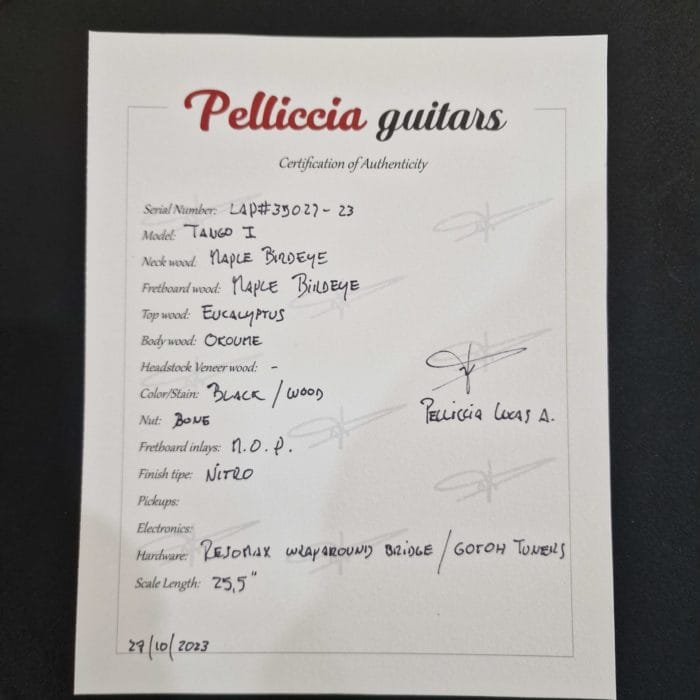 Pelliccia guitars
Certification of Authenticity
Serial Number: LAP#35027-23
Model: TANGO I
Neck wood: MAPLE BIRDEYE
Fretboard wood: MAPLE BIRDEYE
Top wood: EUCALYPTUS
Body wood: OKOUME
Headstock Veneer wood: -
Color/Stain: BLACK / WOOD
PELLICCIA LUCAS A.
Nut: BONE
Fretboard inlays: M.O.P.
Finish tipe: NITRO
Pickups:
Electronics:
Hardware: RESOMAX WRAPAROUND BRIDGE / GOTOH TUNERS
Scale Length: 25,5"
27/10/2023